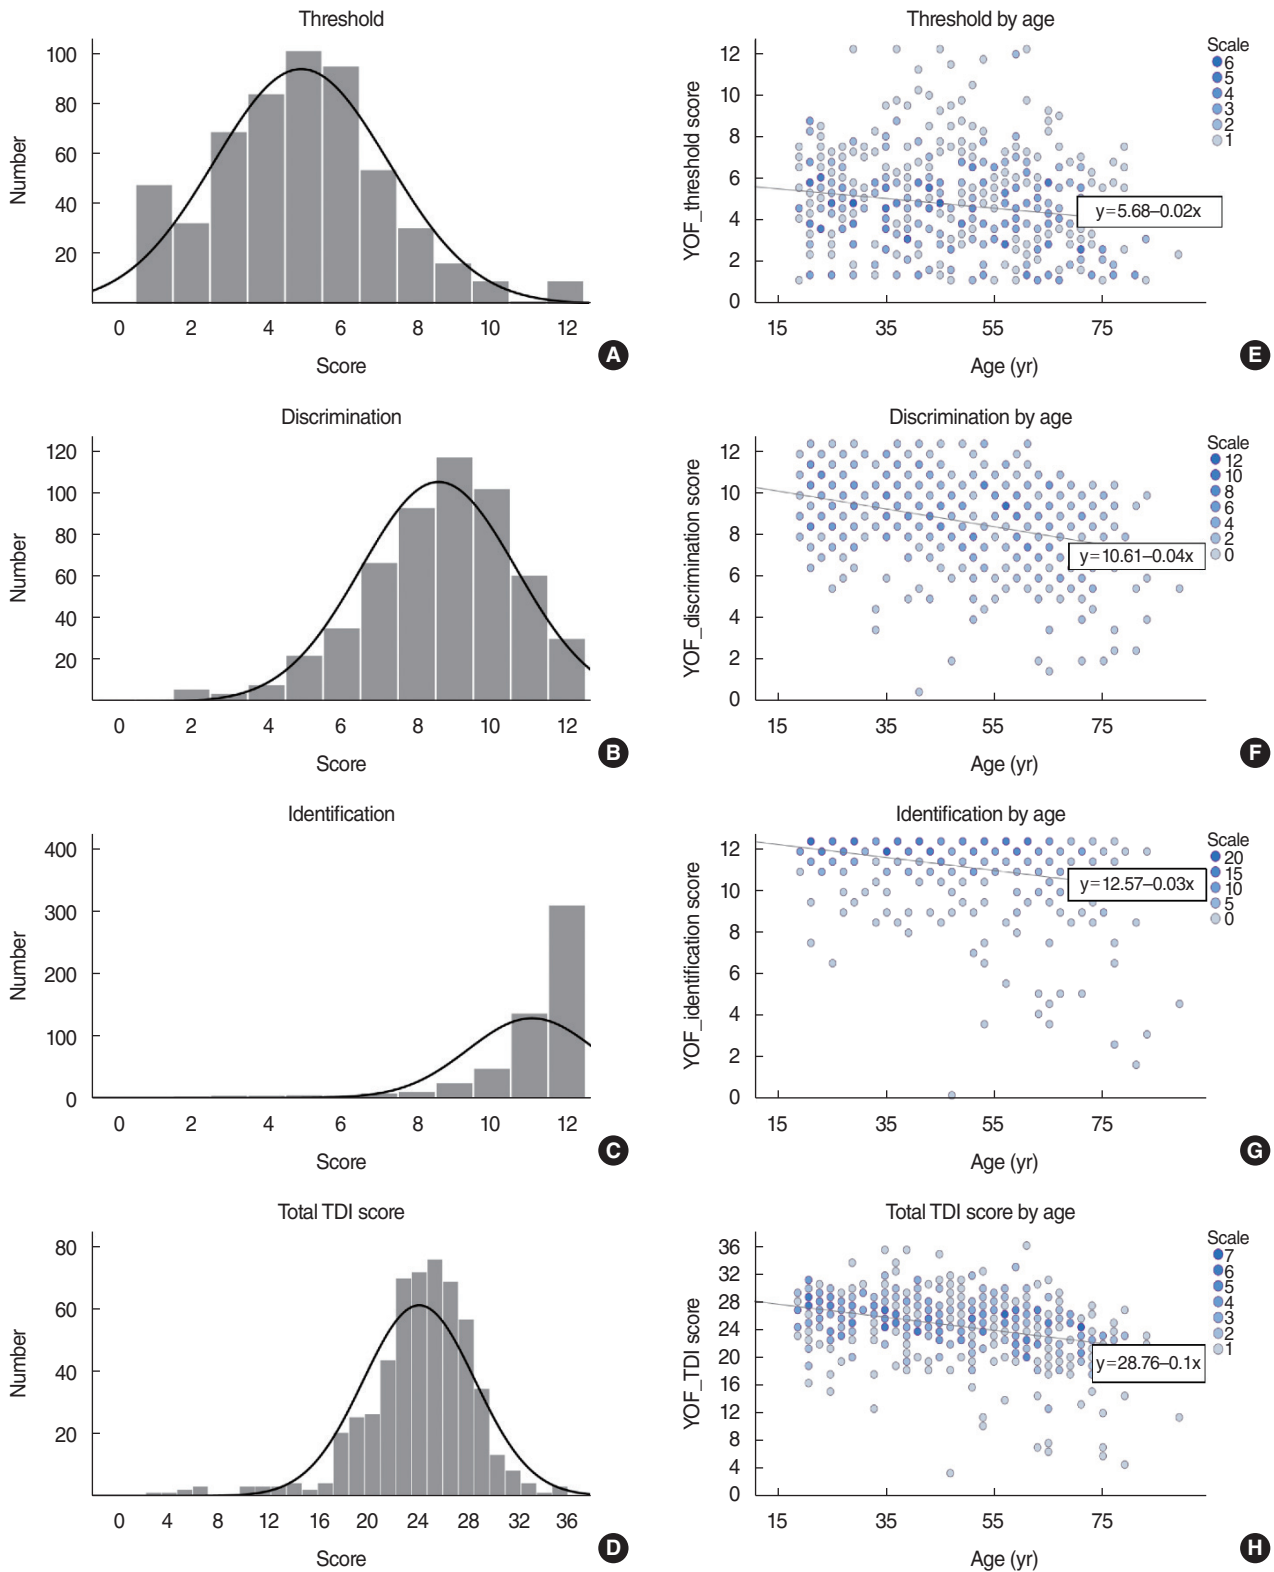 Threshold
100
80
60
40
20
Number
0 2 4 6 8 10 12
Score
A
Threshold by age
12
10
8
6
4
2
0
YOF_threshold score
15 35 55 75
Age (yr)
y=5.68–0.02x
Scale
6
5
4
3
2
1
E
Discrimination
120
100
80
60
40
20
Number
0 2 4 6 8 10 12
Score
B
Discrimination by age
12
10
8
6
4
2
0
YOF_discrimination score
15 35 55 75
Age (yr)
y=10.61–0.04x
Scale
12
10
8
6
4
2
0
F
Identification
400
300
200
100
0
Number
0 2 4 6 8 10 12
Score
C
Identification by age
12
10
8
6
4
2
0
YOF_identification score
15 35 55 75
Age (yr)
y=12.57–0.03x
Scale
20
15
10
5
0
G
Total TDI score
80
60
40
20
Number
0 4 8 12 16 20 24 28 32 36
Score
D
Total TDI score by age
36
32
28
24
20
16
12
8
4
0
YOF_TDI score
15 35 55 75
Age (yr)
y=28.76–0.1x
Scale
7
6
5
4
3
2
1
H